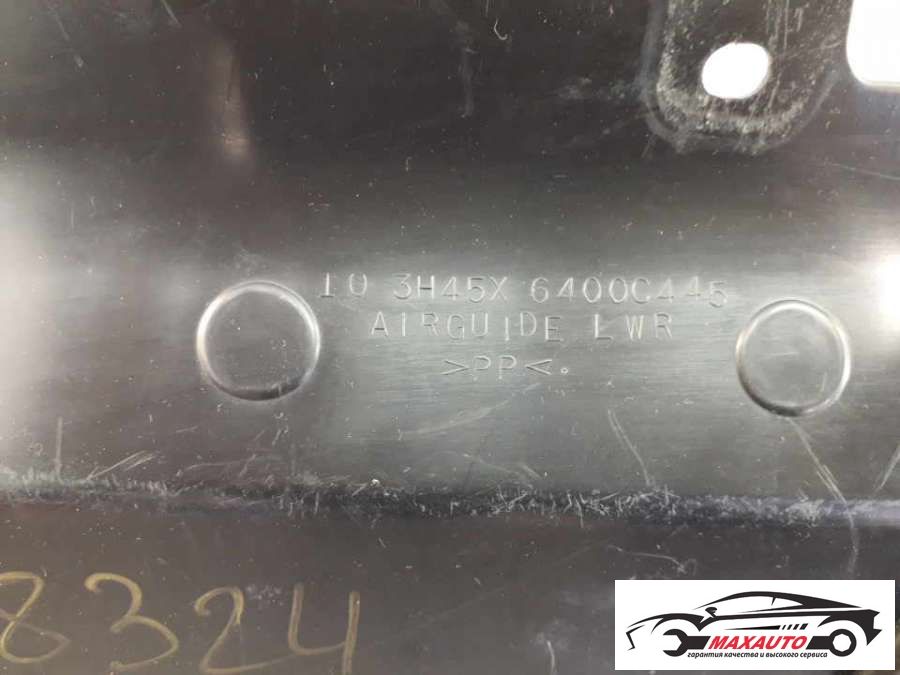 10 3H45X 6400C445
AIRGUIDE LWR
>PP<.
8324
MAXAUTO
гарантия качества и высокого сервиса